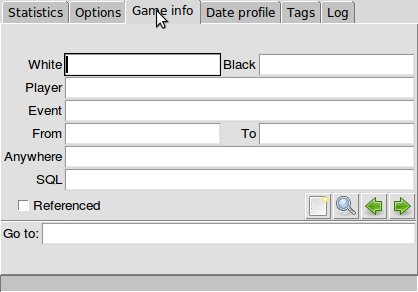 Statistics Options Game info Date profile Tags Log
White Black
Player
Event
From To
Anywhere
SQL
Referenced
Go to: